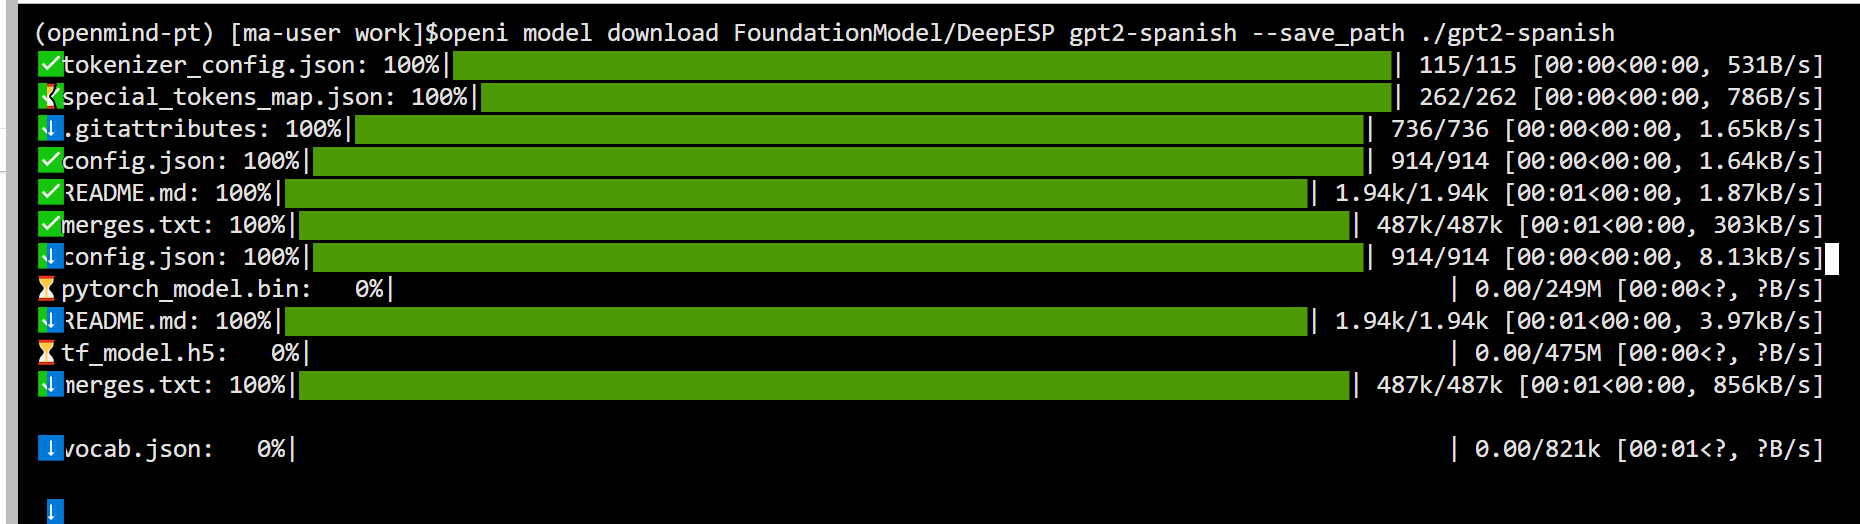 (openmind-pt) [ma-user work]$openi model download FoundationModel/DeepESP gpt2-spanish --save_path ./gpt2-spanish
tokenizer_config.json: 100%| | 115/115 [00:00<00:00, 531B/s]
special_tokens_map.json: 100%| | 262/262 [00:00<00:00, 786B/s]
.gitattributes: 100%| | 736/736 [00:00<00:00, 1.65kB/s]
config.json: 100%| | 914/914 [00:00<00:00, 1.64kB/s]
README.md: 100%| | 1.94k/1.94k [00:01<00:00, 1.87kB/s]
merges.txt: 100%| | 487k/487k [00:01<00:00, 303kB/s]
config.json: 100%| | 914/914 [00:00<00:00, 8.13kB/s]
pytorch_model.bin:   0%| | 0.00/249M [00:00<?, ?B/s]
README.md: 100%| | 1.94k/1.94k [00:01<00:00, 3.97kB/s]
tf_model.h5:   0%| | 0.00/475M [00:00<?, ?B/s]
merges.txt: 100%| | 487k/487k [00:01<00:00, 856kB/s]
vocab.json:   0%| | 0.00/821k [00:01<?, ?B/s]